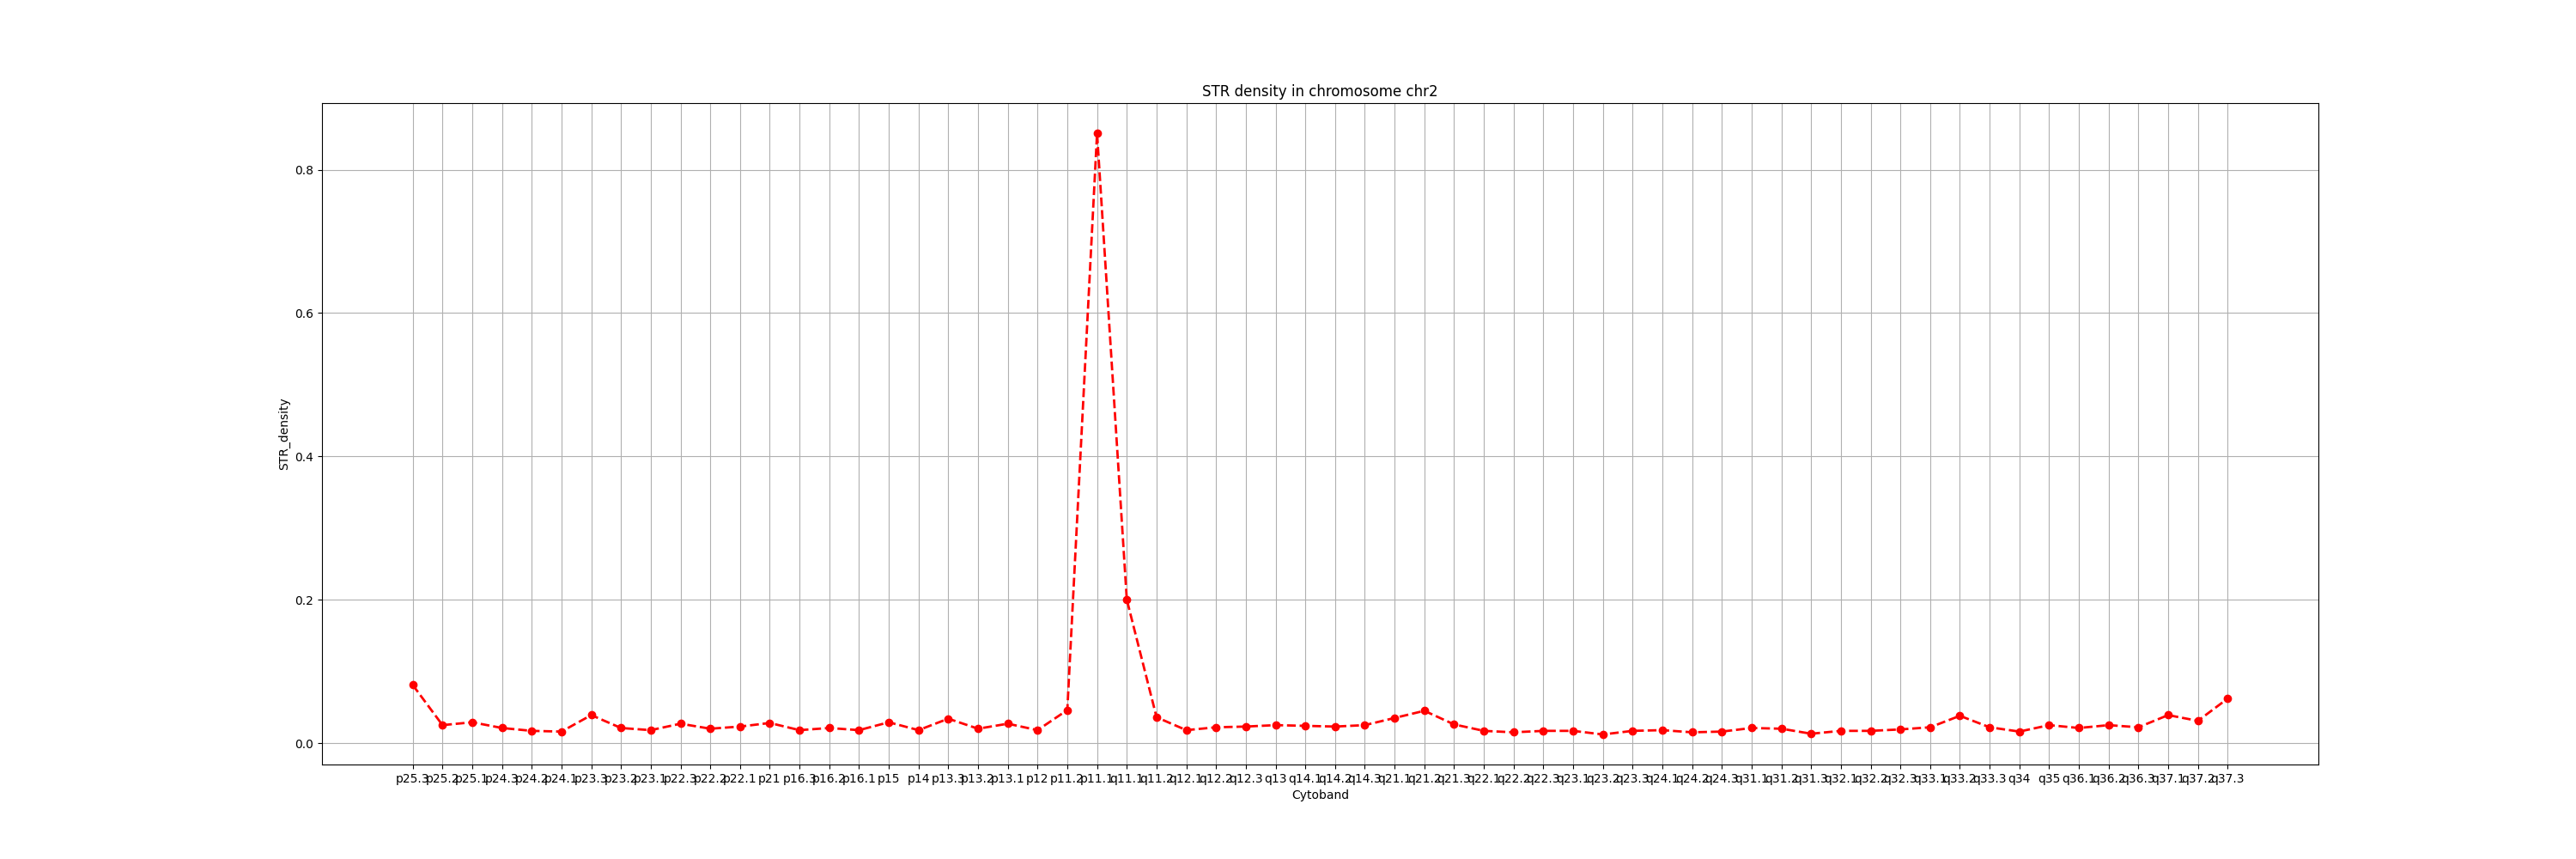 STR density in chromosome chr2
STR_density
0.8
0.6
0.4
0.2
0.0
p25.3 p25.2 p25.1 p24.3 p24.2 p24.1 p23.3 p23.2 p23.1 p22.3 p22.2 p22.1 p21 p16.3 p16.2 p16.1 p15 p14 p13.3 p13.2 p13.1 p12 p11.2 p11.1 q11.1 q11.2 q12.1 q12.2 q12.3 q13 q14.1 q14.2 q14.3 q21.1 q21.2 q21.3 q22.1 q22.2 q22.3 q23.1 q23.2 q23.3 q24.1 q24.2 q24.3 q31.1 q31.2 q31.3 q32.1 q32.2 q32.3 q33.1 q33.2 q33.3 q34 q35 q36.1 q36.2 q36.3 q37.1 q37.2 q37.3
Cytoband